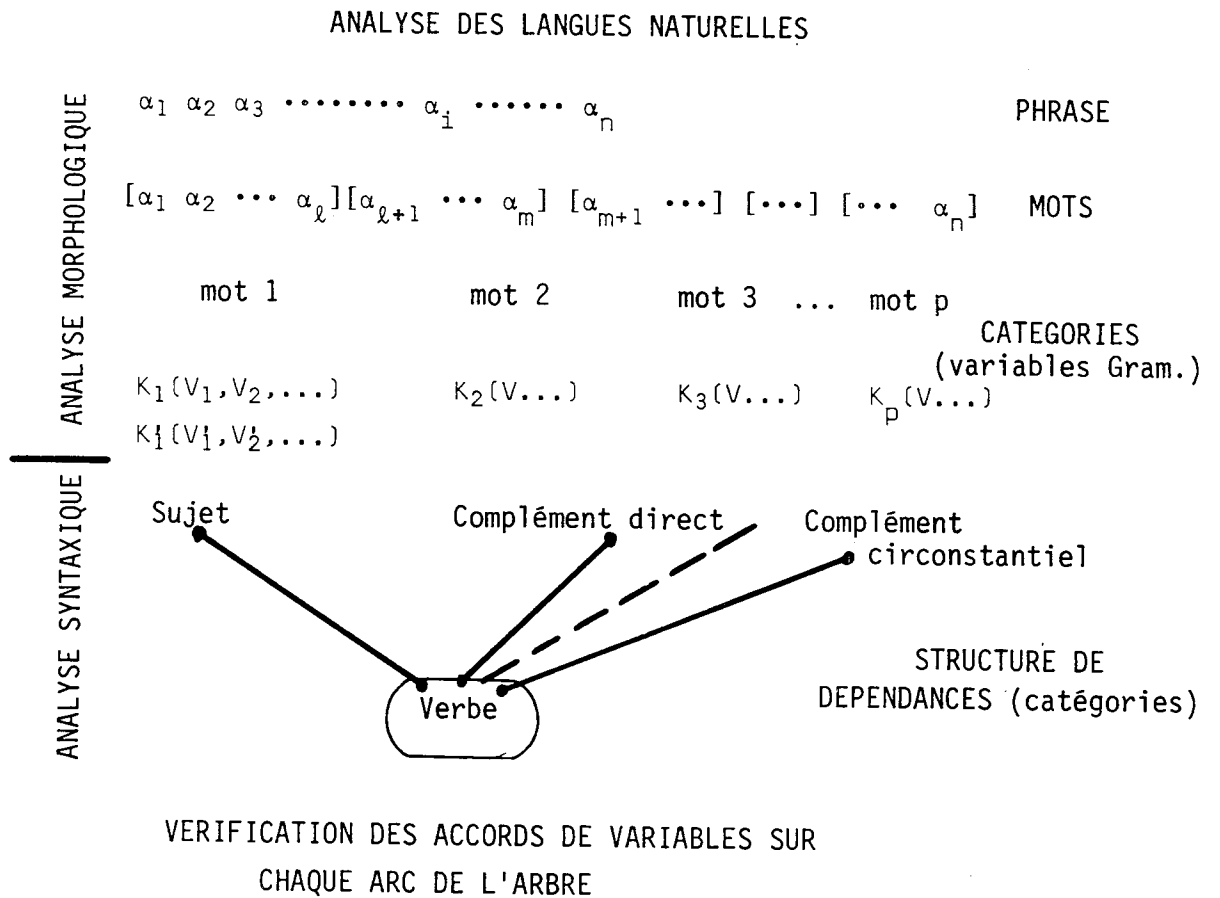 ANALYSE DES LANGUES NATURELLES
ANALYSE MORPHOLOGIQUE
α1 α2 α3 ········ αi ······ αn PHRASE
[α1 α2 ··· αℓ][αℓ+1 ··· αm] [αm+1 ···] [···] [··· αn] MOTS
mot 1 mot 2 mot 3 ... mot p
CATEGORIES
(variables Gram.)
K1(V1,V2,...) K2(V...) K3(V...) Kp(V...)
K'1(V'1,V'2,...)
ANALYSE SYNTAXIQUE
Sujet Complément direct Complément
circonstantiel
STRUCTURE DE
DEPENDANCES (catégories)
Verbe
VERIFICATION DES ACCORDS DE VARIABLES SUR
CHAQUE ARC DE L'ARBRE